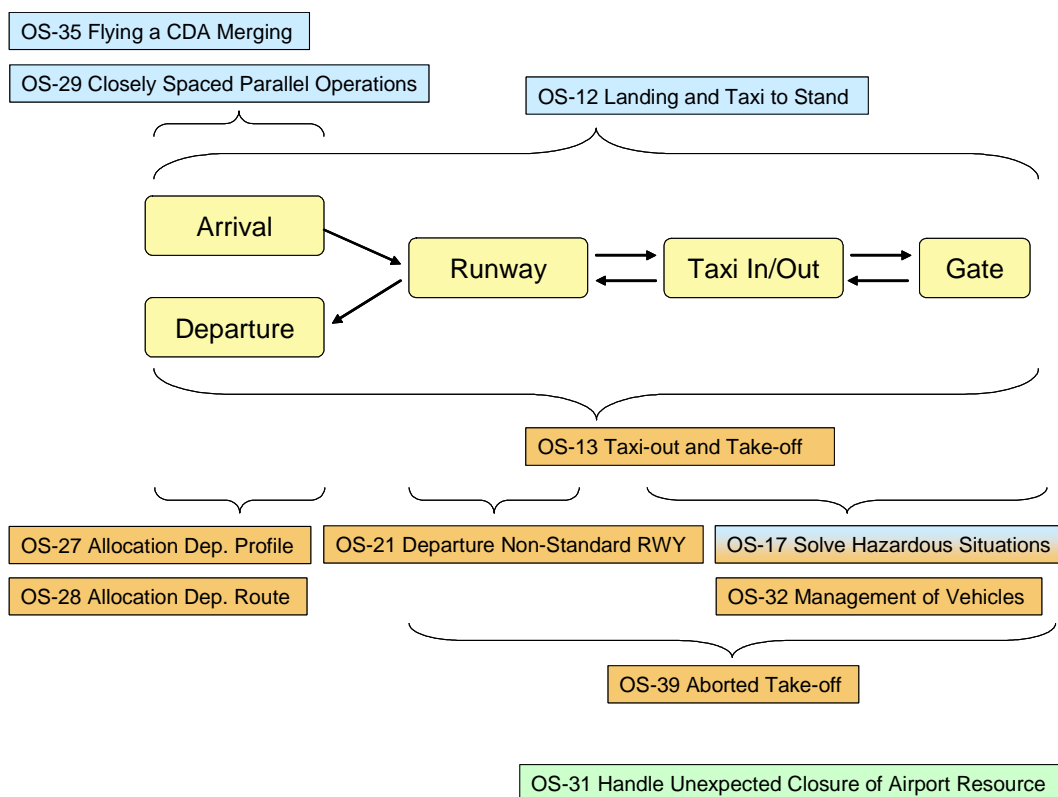 OS-35 Flying a CDA Merging
OS-29 Closely Spaced Parallel Operations
OS-12 Landing and Taxi to Stand
Arrival
Runway
Taxi In/Out
Gate
Departure
OS-13 Taxi-out and Take-off
OS-27 Allocation Dep. Profile
OS-21 Departure Non-Standard RWY
OS-17 Solve Hazardous Situations
OS-28 Allocation Dep. Route
OS-32 Management of Vehicles
OS-39 Aborted Take-off
OS-31 Handle Unexpected Closure of Airport Resource